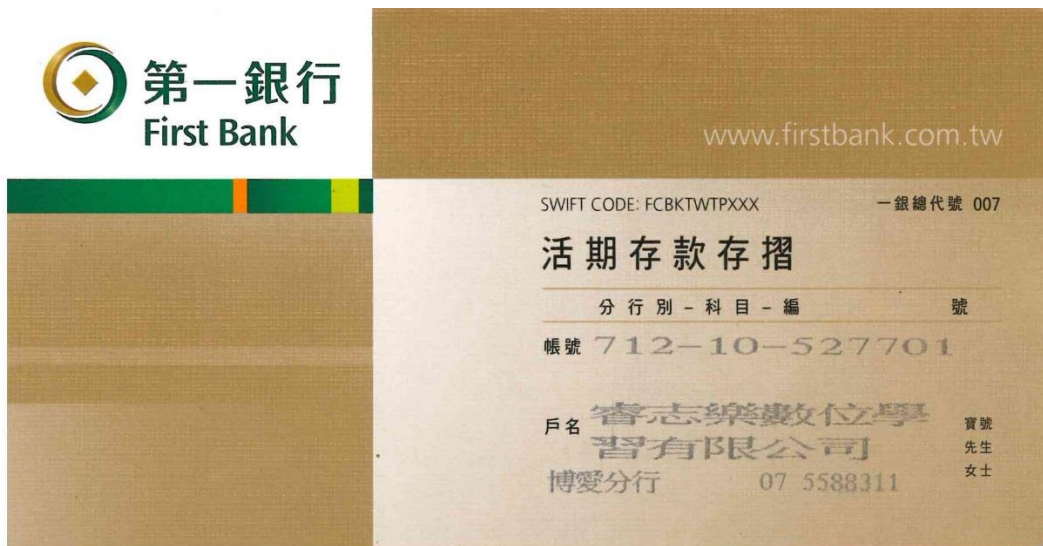 第一銀行
First Bank
www.firstbank.com.tw
SWIFT CODE: FCBKTWTPXXX 一銀總代號 007
活期存款存摺
分行別－科目－編 號
帳號 712-10-527701
戶名 睿志樂數位學
習有限公司
寶號
先生
女士
博愛分行 07 5588311